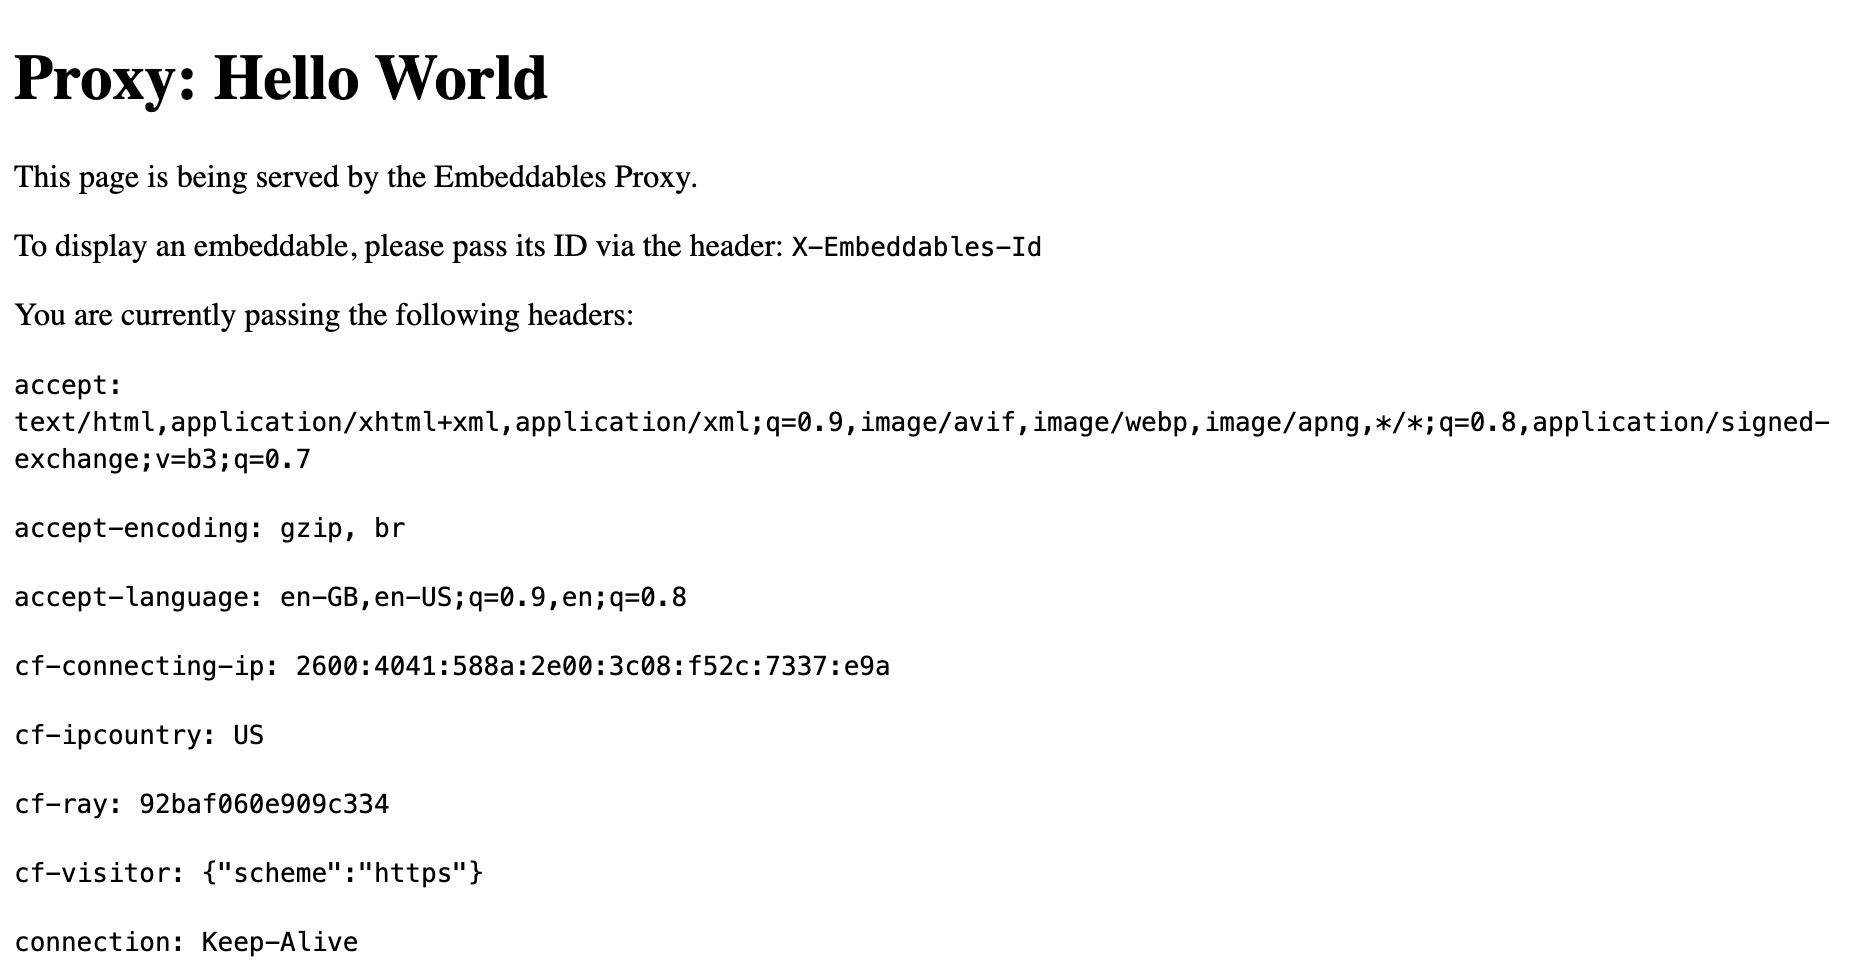 Proxy: Hello World
This page is being served by the Embeddables Proxy.
To display an embeddable, please pass its ID via the header: X-Embeddables-Id
You are currently passing the following headers:
accept:
text/html,application/xhtml+xml,application/xml;q=0.9,image/avif,image/webp,image/apng,*/*;q=0.8,application/signed-
exchange;v=b3;q=0.7
accept-encoding: gzip, br
accept-language: en-GB,en-US;q=0.9,en;q=0.8
cf-connecting-ip: 2600:4041:588a:2e00:3c08:f52c:7337:e9a
cf-ipcountry: US
cf-ray: 92baf060e909c334
cf-visitor: {"scheme":"https"}
connection: Keep-Alive